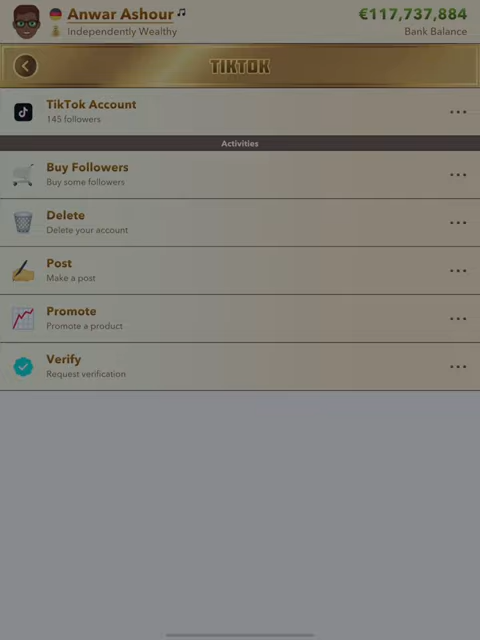 Anwar Ashour
€117,737,884
Independently Wealthy
Bank Balance
TIKTOK
TikTok Account
145 followers
Activities
Buy Followers
Buy some followers
Delete
Delete your account
Post
Make a post
Promote
Promote a product
Verify
Request verification